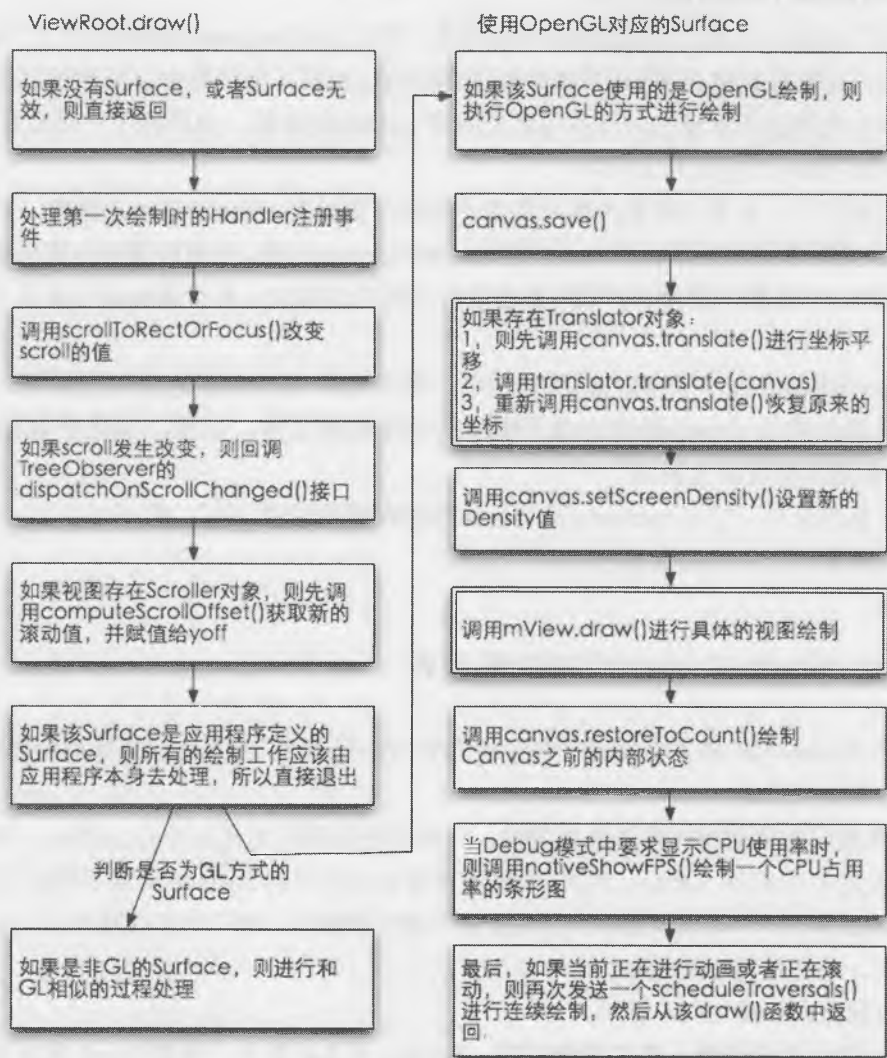 ViewRoot.draw()
如果没有Surface，或者Surface无
效，则直接返回
处理第一次绘制时的Handler注册事
件
调用scrollToRectOrFocus()改变
scroll的值
如果scroll发生改变，则回调
TreeObserver的
dispatchOnScrollChanged()接口
如果视图存在Scroller对象，则先调
用computeScrollOffset()获取新的
滚动值，并赋值给yoff
如果该Surface是应用程序定义的
Surface，则所有的绘制工作应该由
应用程序本身去处理，所以直接退出
判断是否为GL方式的
Surface
如果是非GL的Surface，则进行和
GL相似的过程处理
使用OpenGL对应的Surface
如果该Surface使用的是OpenGL绘制，则
执行OpenGL的方式进行绘制
canvas.save()
如果存在Translator对象：
1，则先调用canvas.translate()进行坐标平
移
2，调用translator.translate(canvas)
3，重新调用canvas.translate()恢复原来的
坐标
调用canvas.setScreenDensity()设置新的
Density值
调用mView.draw()进行具体的视图绘制
调用canvas.restoreToCount()绘制
Canvas之前的内部状态
当Debug模式中要求显示CPU使用率时，
则调用nativeShowFPS()绘制一个CPU占用
率的条形图
最后，如果当前正在进行动画或者正在滚
动，则再次发送一个scheduleTraversals()
进行连续绘制，然后从该draw()函数中返
回.